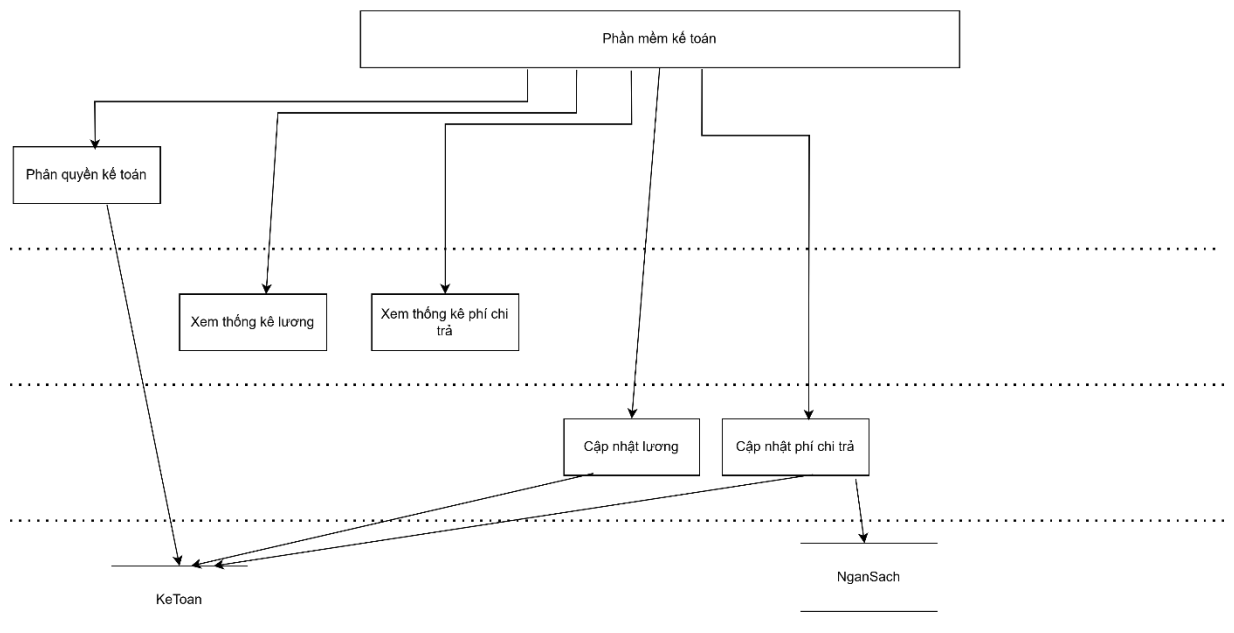 Phần mềm kế toán
Phân quyền kế toán
Xem thống kê lương
Xem thống kê phí chi
trả
Cập nhật lương
Cập nhật phí chi trả
NganSach
KeToan